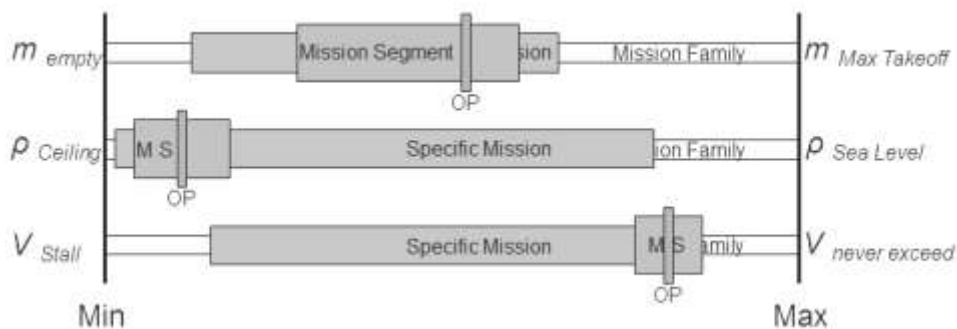 m empty Mission Segment sion Mission Family m Max Takeoff
OP
ρ Ceiling M S Specific Mission ion Family ρ Sea Level
OP
V Stall Specific Mission M S amily V never exceed
OP
Min Max